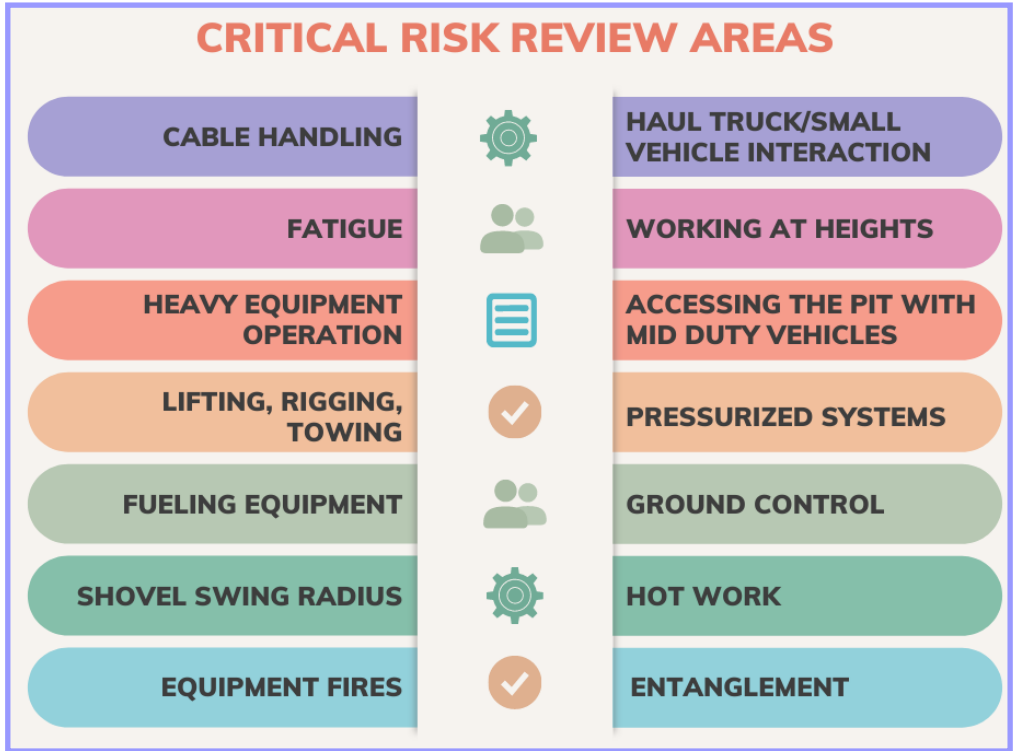 CRITICAL RISK REVIEW AREAS
CABLE HANDLING
HAUL TRUCK/SMALL
VEHICLE INTERACTION
FATIGUE
WORKING AT HEIGHTS
HEAVY EQUIPMENT
OPERATION
ACCESSING THE PIT WITH
MID DUTY VEHICLES
LIFTING, RIGGING,
TOWING
PRESSURIZED SYSTEMS
FUELING EQUIPMENT
GROUND CONTROL
SHOVEL SWING RADIUS
HOT WORK
EQUIPMENT FIRES
ENTANGLEMENT